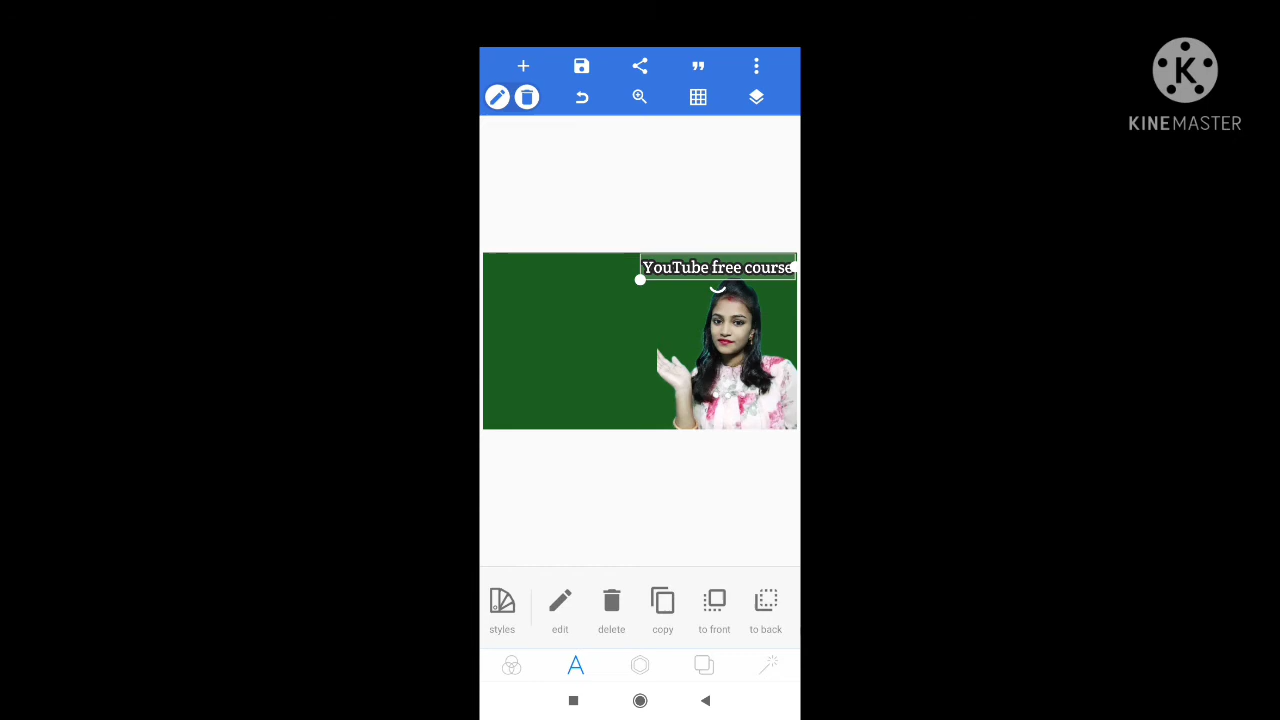 KINEMASTER
YouTube free course
styles
edit
delete
copy
to front
to back